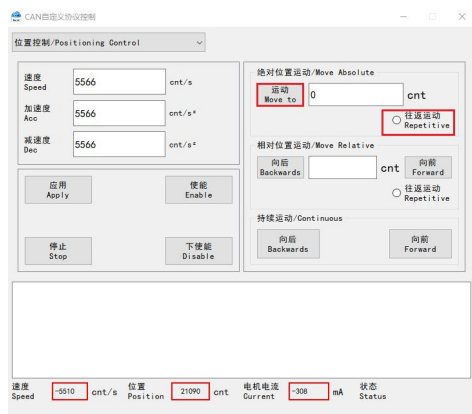 CAN自定义协议控制
位置控制/Positioning Control
速度
Speed
5566
cnt/s
加速度
Acc
5566
cnt/s²
减速度
Dec
5566
cnt/s²
应用
Apply
使能
Enable
停止
Stop
下使能
Disable
绝对位置运动/Move Absolute
运动
Move to
0
cnt
往返运动
Repetitive
相对位置运动/Move Relative
向后
Backwards
cnt
向前
Forward
往返运动
Repetitive
持续运动/Continuous
向后
Backwards
向前
Forward
速度
Speed
-5510
cnt/s
位置
Position
21090
cnt
电机电流
Current
-308
mA
状态
Status